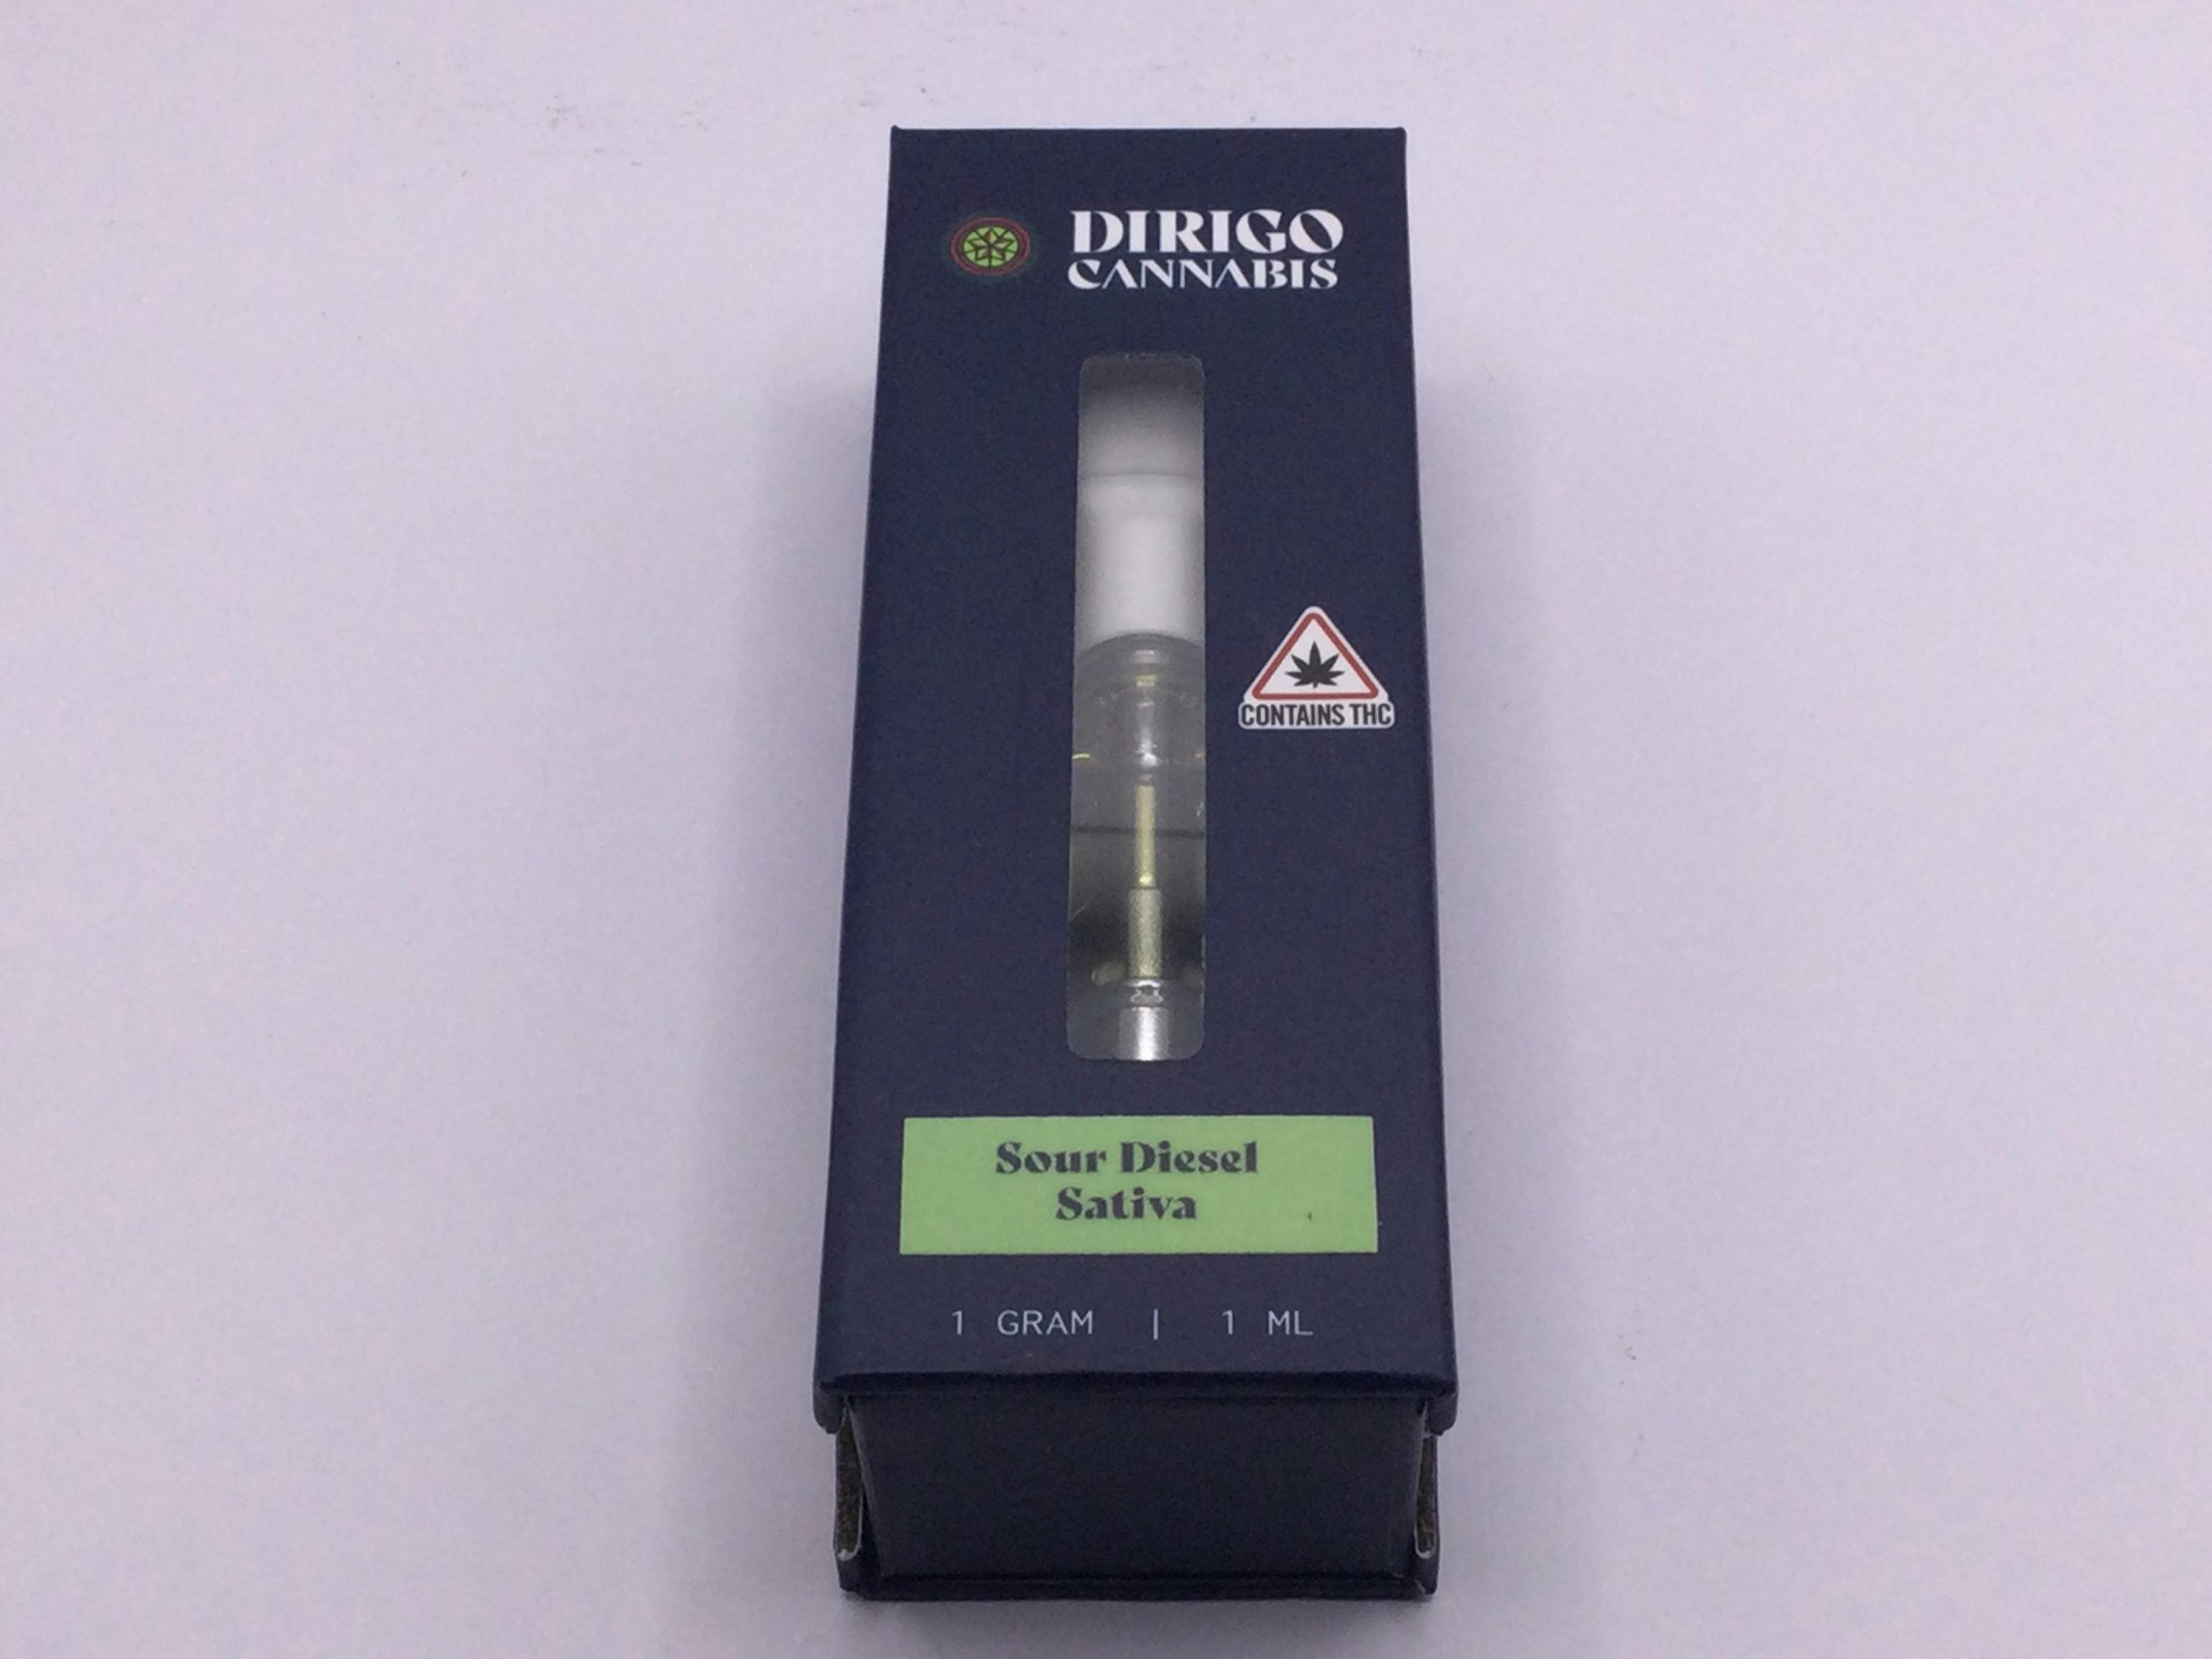 DIRIGO
CANNABIS
CONTAINS THC
Sour Diesel
Sativa
1 GRAM | 1 ML